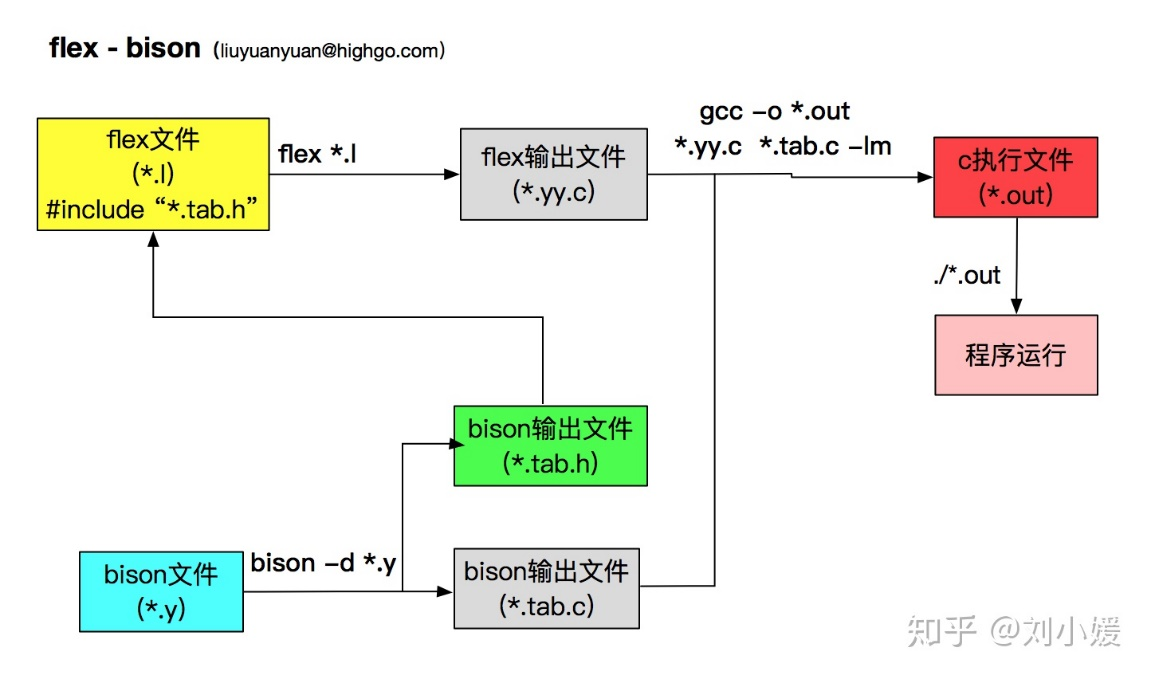 flex - bison (liuyuanyuan@highgo.com)
gcc -o *.out
*.yy.c *.tab.c -lm
flex文件
(*.l)
#include “*.tab.h”
flex *.l
flex输出文件
(*.yy.c)
c执行文件
(*.out)
./*.out
程序运行
bison输出文件
(*.tab.h)
bison文件
(*.y)
bison -d *.y
bison输出文件
(*.tab.c)
知乎 @刘小媛